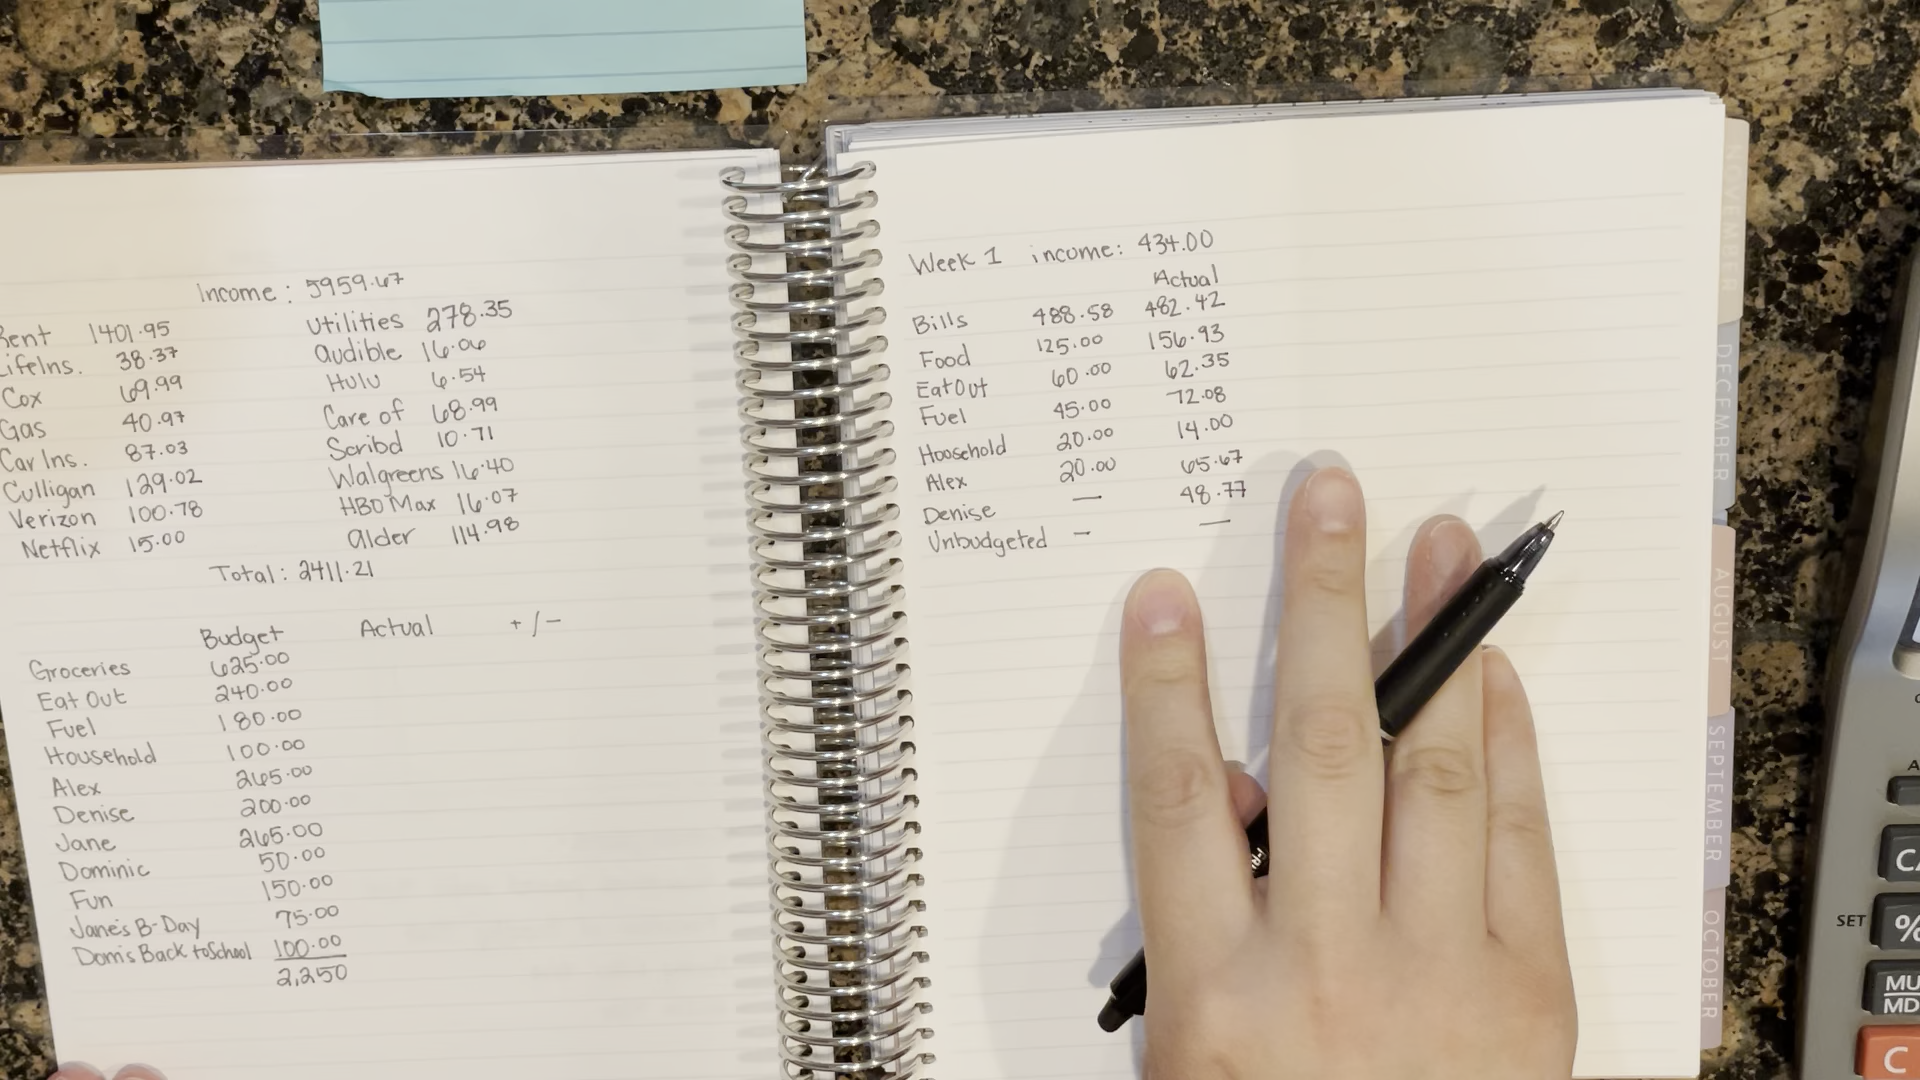 Income: 5959.67
Rent 1401.95 Utilities 278.35
LifeIns. 38.37 Audible 16.06
Cox 69.99 Hulu 6.54
Gas 40.97 Care of 68.99
Car Ins. 87.03 Scribd 10.71
Culligan 129.02 Walgreens 16.40
Verizon 100.78 HBO Max 16.07
Netflix 15.00 Alder 114.98
Total: 2411.21
Budget Actual +/-
Groceries 625.00
Eat Out 240.00
Fuel 180.00
Household 100.00
Alex 265.00
Denise 200.00
Jane 265.00
Dominic 50.00
Fun 150.00
Jane's B-Day 75.00
Dom's Back to School 100.00
2,250
Week 1 income: 434.00
Actual
Bills 488.58 482.42
Food 125.00 156.93
Eat Out 60.00 62.35
Fuel 45.00 72.08
Household 20.00 14.00
Alex 20.00 65.67
Denise — 48.77
Unbudgeted — —
NOVEMBER
DECEMBER
AUGUST
SEPTEMBER
OCTOBER
SET
%
MU
MD
C